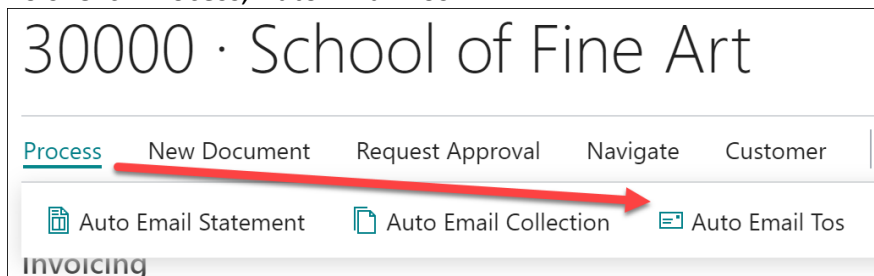 30000 · School of Fine Art
Process New Document Request Approval Navigate Customer
Auto Email Statement Auto Email Collection Auto Email Tos
Invoicing